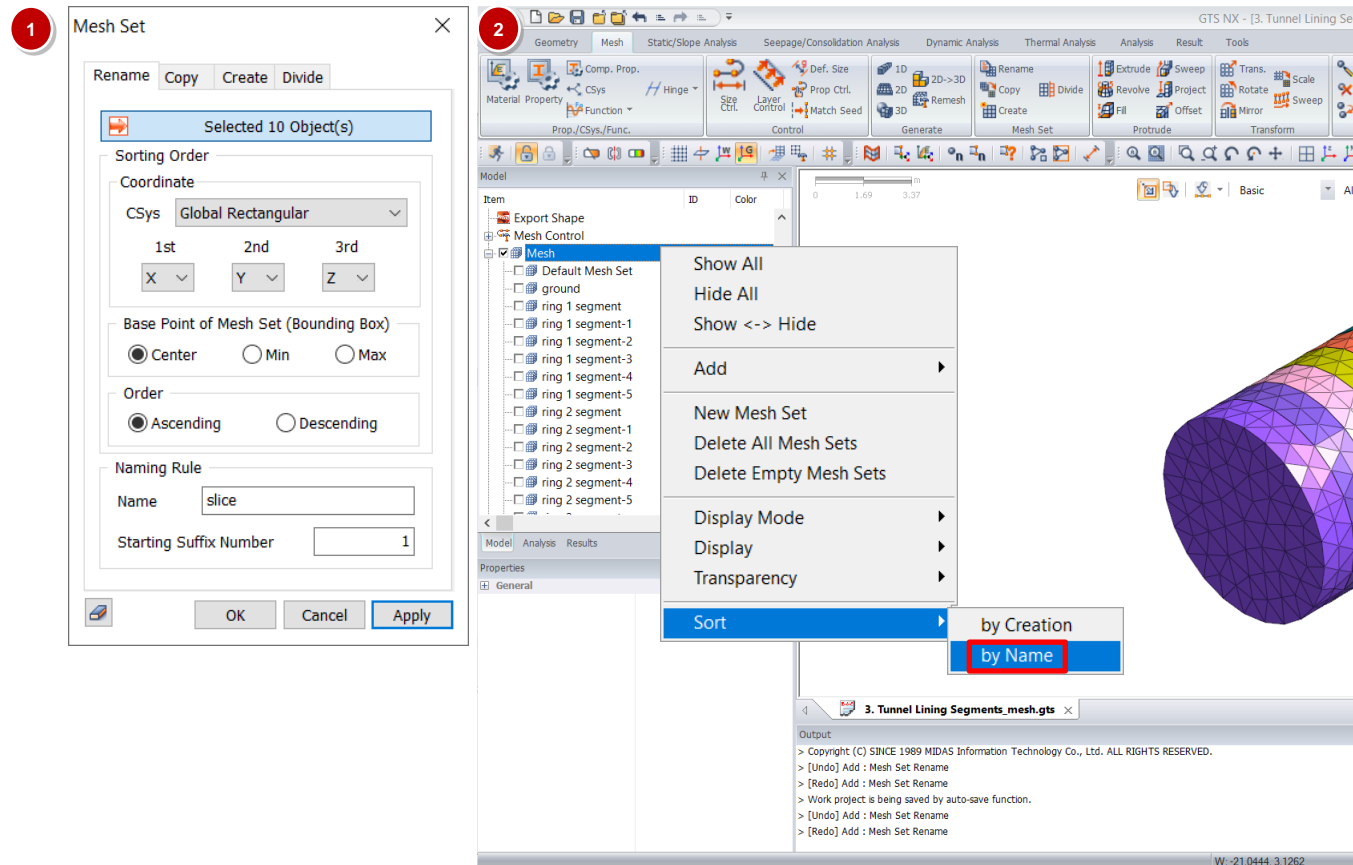 1
Mesh Set
Rename Copy Create Divide
Selected 10 Object(s)
Sorting Order
Coordinate
CSys Global Rectangular
1st 2nd 3rd
X Y Z
Base Point of Mesh Set (Bounding Box)
Center Min Max
Order
Ascending Descending
Naming Rule
Name slice
Starting Suffix Number 1
OK Cancel Apply
2
GTS NX - [3. Tunnel Lining Se
Geometry Mesh Static/Slope Analysis Seepage/Consolidation Analysis Dynamic Analysis Thermal Analysis Analysis Result Tools
Material Property Comp. Prop. CSys Function Hinge
Size Ctrl. Layer Control Def. Size Prop Ctrl. Match Seed
1D 2D 3D 2D->3D Remesh
Rename Copy Create Divide
Extrude Revolve Fill Sweep Project Offset
Trans. Rotate Mirror Scale Sweep
Prop./CSys./Func. Control Generate Mesh Set Protrude Transform
Model
Item ID Color
Export Shape
Mesh Control
Mesh
Default Mesh Set
ground
ring 1 segment
ring 1 segment-1
ring 1 segment-2
ring 1 segment-3
ring 1 segment-4
ring 1 segment-5
ring 2 segment
ring 2 segment-1
ring 2 segment-2
ring 2 segment-3
ring 2 segment-4
ring 2 segment-5
Model Analysis Results
Properties
General
0 1.69 3.37 m
Basic Al
Show All
Hide All
Show <-> Hide
Add
New Mesh Set
Delete All Mesh Sets
Delete Empty Mesh Sets
Display Mode
Display
Transparency
Sort
by Creation
by Name
3. Tunnel Lining Segments_mesh.gts
Output
> Copyright (C) SINCE 1989 MIDAS Information Technology Co., Ltd. ALL RIGHTS RESERVED.
> [Undo] Add : Mesh Set Rename
> [Redo] Add : Mesh Set Rename
> Work project is being saved by auto-save function.
> [Undo] Add : Mesh Set Rename
> [Redo] Add : Mesh Set Rename
W: -21.0444, 3.1262